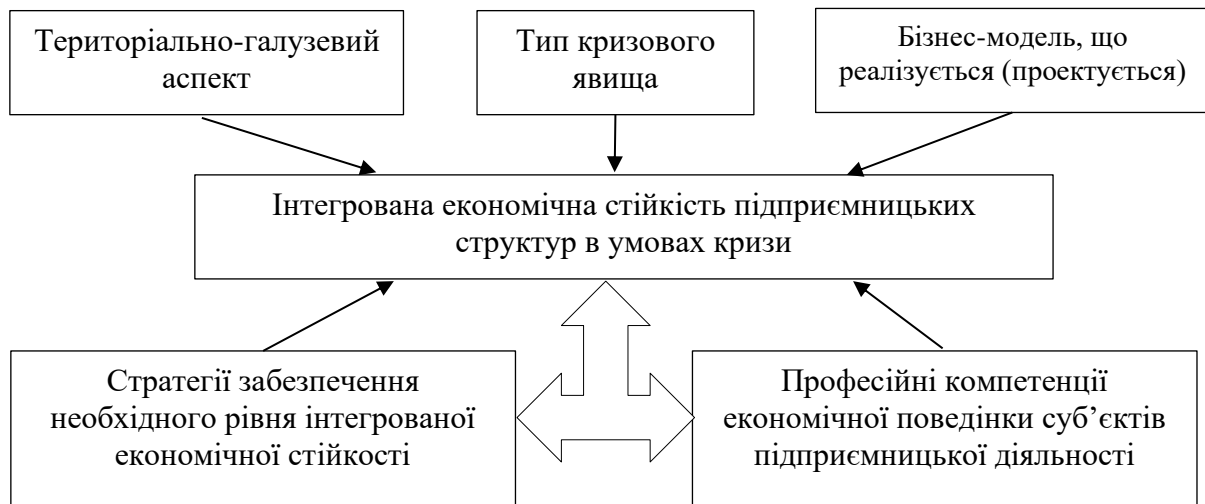 Територіально-галузевий
аспект
Тип кризового
явища
Бізнес-модель, що
реалізується (проектується)
Інтегрована економічна стійкість підприємницьких
структур в умовах кризи
Стратегії забезпечення
необхідного рівня інтегрованої
економічної стійкості
Професійні компетенції
економічної поведінки суб’єктів
підприємницької діяльності